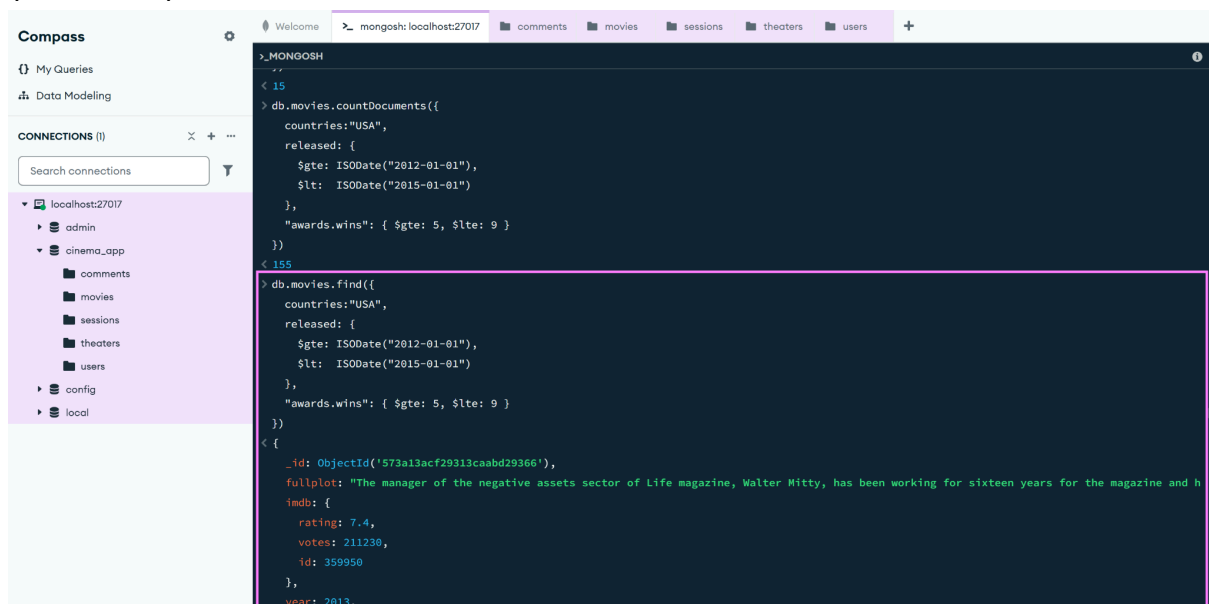 Compass
{} My Queries
Data Modeling
CONNECTIONS (1)
Search connections
localhost:27017
admin
cinema_app
comments
movies
sessions
theaters
users
config
local
Welcome
>_ mongosh: localhost:27017
comments
movies
sessions
theaters
users
+
>_MONGOSH
< 15
> db.movies.countDocuments({
countries:"USA",
released: {
$gte: ISODate("2012-01-01"),
$lt: ISODate("2015-01-01")
},
"awards.wins": { $gte: 5, $lte: 9 }
})
< 155
> db.movies.find({
countries:"USA",
released: {
$gte: ISODate("2012-01-01"),
$lt: ISODate("2015-01-01")
},
"awards.wins": { $gte: 5, $lte: 9 }
})
< {
_id: ObjectId('573a13acf29313caabd29366'),
fullplot: "The manager of the negative assets sector of Life magazine, Walter Mitty, has been working for sixteen years for the magazine and h
imdb: {
rating: 7.4,
votes: 211230,
id: 359950
},
year: 2013,